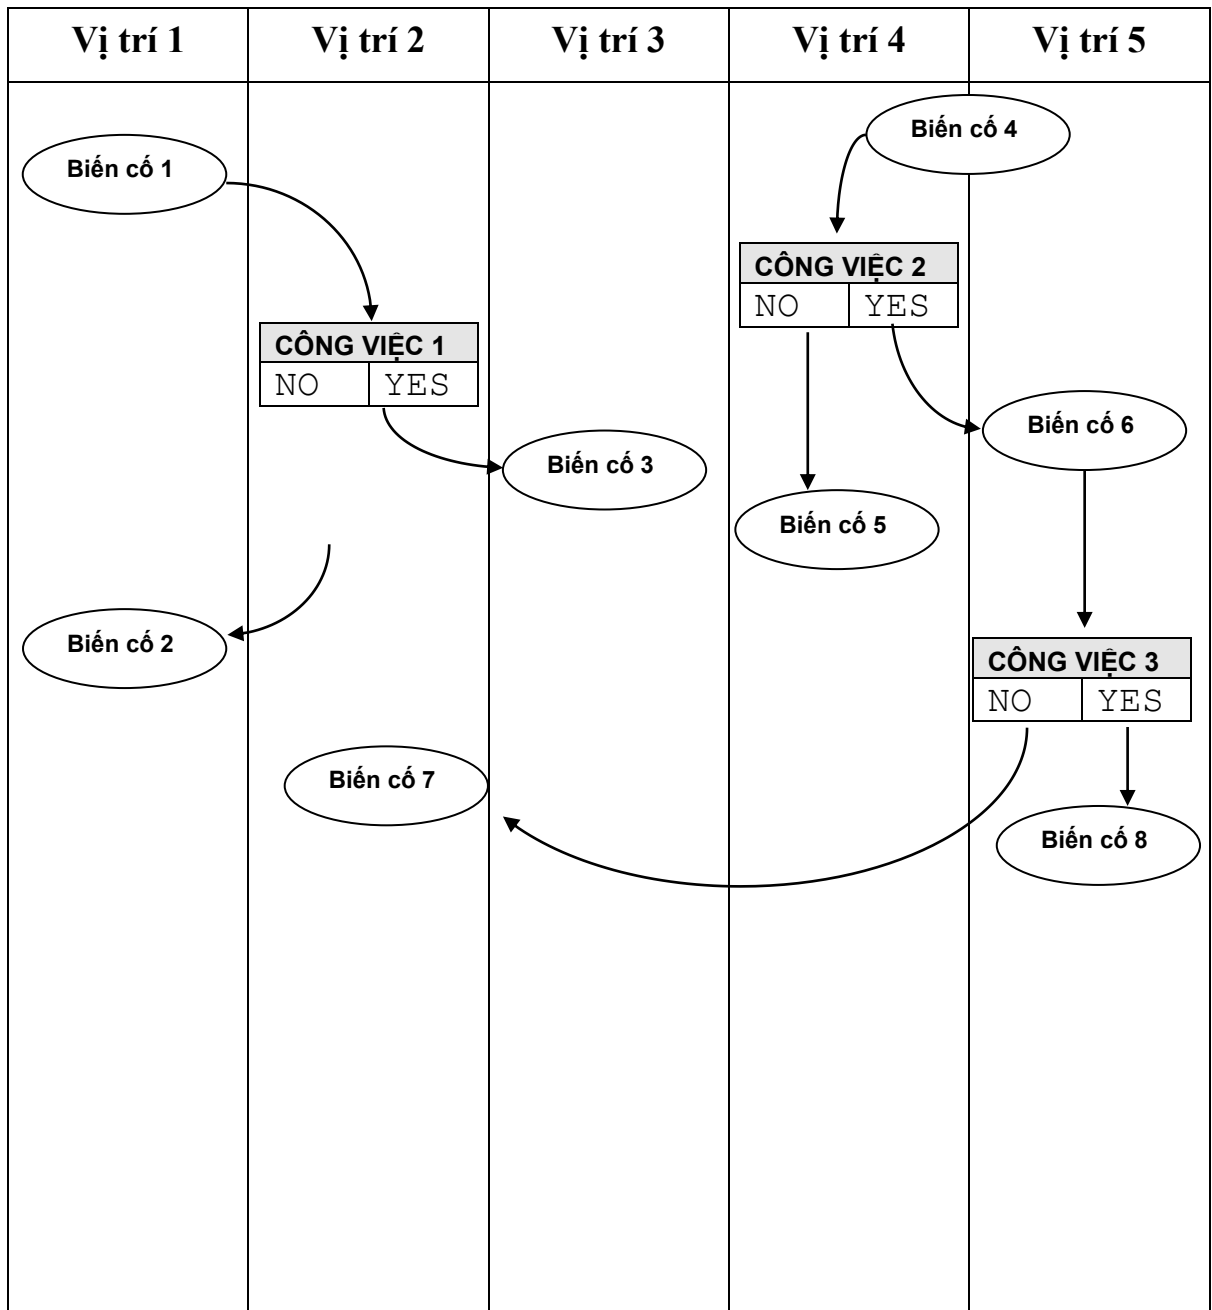 Vị trí 1 Vị trí 2 Vị trí 3 Vị trí 4 Vị trí 5
Biến cố 4
Biến cố 1
CÔNG VIỆC 2
NO YES
CÔNG VIỆC 1
NO YES
Biến cố 6
Biến cố 3
Biến cố 5
Biến cố 2
CÔNG VIỆC 3
NO YES
Biến cố 7
Biến cố 8